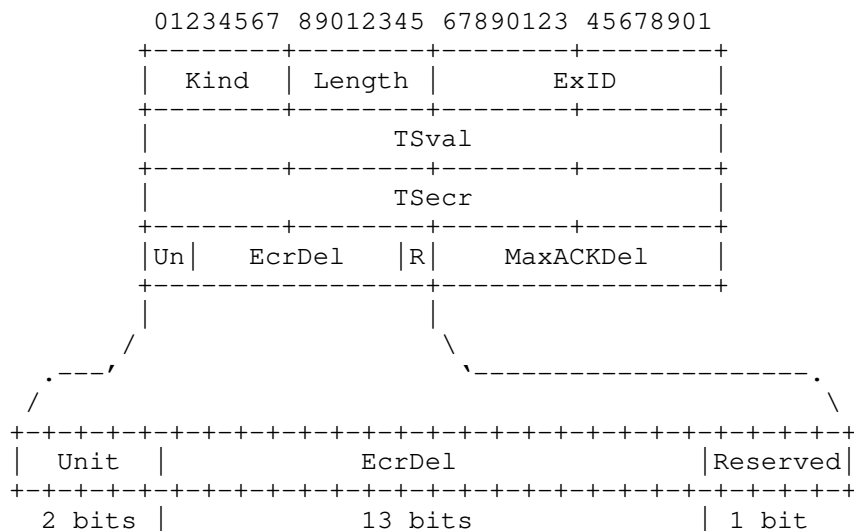 01234567 89012345 67890123 45678901
Kind Length ExID
TSval
TSecr
Un EcrDel R MaxACKDel
Unit EcrDel Reserved
2 bits 13 bits 1 bit